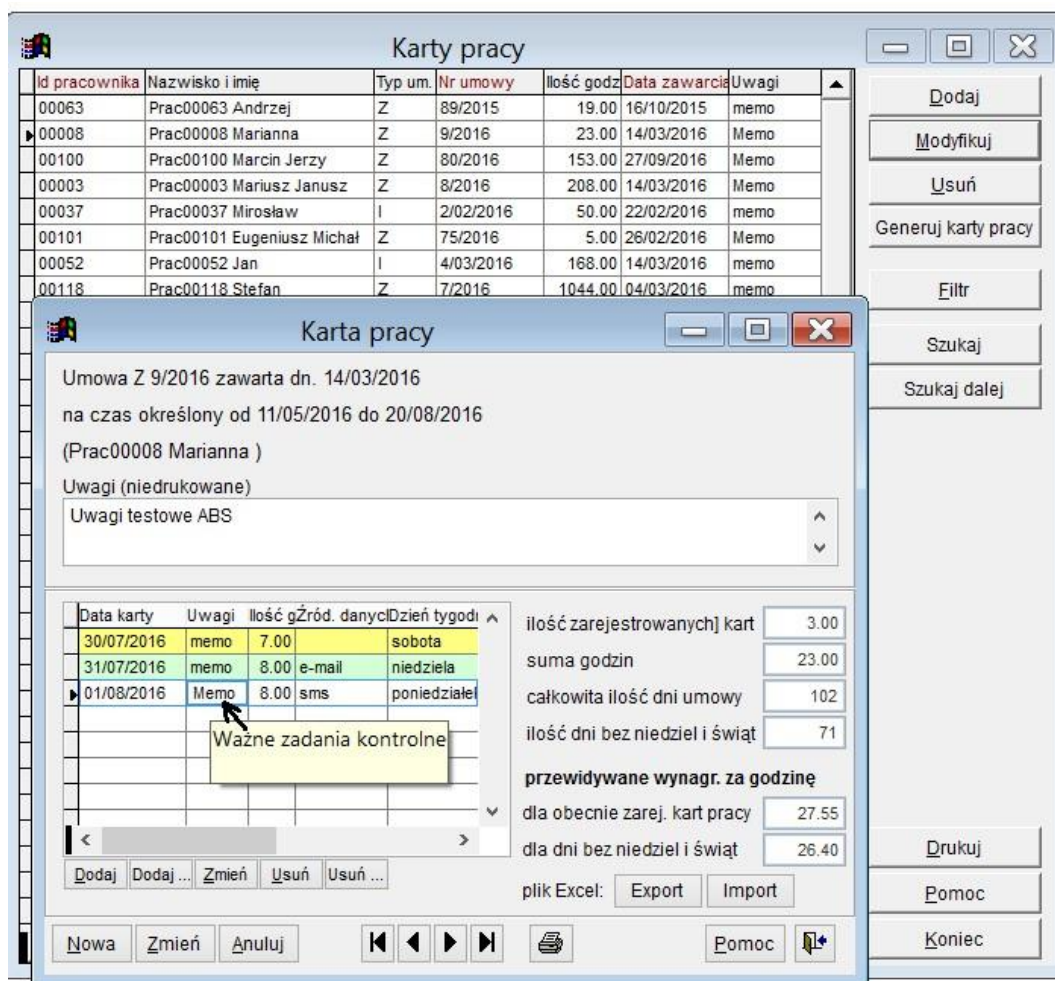 Karty pracy
Id pracownika Nazwisko i imię Typ um. Nr umowy Ilość godz Data zawarcia Uwagi
00063 Prac00063 Andrzej Z 89/2015 19.00 16/10/2015 memo
00008 Prac00008 Marianna Z 9/2016 23.00 14/03/2016 Memo
00100 Prac00100 Marcin Jerzy Z 80/2016 153.00 27/09/2016 Memo
00003 Prac00003 Mariusz Janusz Z 8/2016 208.00 14/03/2016 Memo
00037 Prac00037 Mirosław I 2/02/2016 50.00 22/02/2016 memo
00101 Prac00101 Eugeniusz Michał Z 75/2016 5.00 26/02/2016 Memo
00052 Prac00052 Jan I 4/03/2016 168.00 14/03/2016 memo
00118 Prac00118 Stefan Z 7/2016 1044.00 04/03/2016 memo
Dodaj
Modyfikuj
Usuń
Generuj karty pracy
Filtr
Szukaj
Szukaj dalej
Drukuj
Pomoc
Koniec
Karta pracy
Umowa Z 9/2016 zawarta dn. 14/03/2016
na czas określony od 11/05/2016 do 20/08/2016
(Prac00008 Marianna )
Uwagi (niedrukowane)
Uwagi testowe ABS
Data karty Uwagi Ilość g Źród. danych Dzień tygodn
30/07/2016 memo 7.00 sobota
31/07/2016 memo 8.00 e-mail niedziela
01/08/2016 Memo 8.00 sms poniedziałek
Ważne zadania kontrolne
Dodaj Dodaj ... Zmień Usuń Usuń ...
ilość zarejestrowanych] kart 3.00
suma godzin 23.00
całkowita ilość dni umowy 102
ilość dni bez niedziel i świąt 71
przewidywane wynagr. za godzinę
dla obecnie zarej. kart pracy 27.55
dla dni bez niedziel i świąt 26.40
plik Excel: Export Import
Nowa Zmień Anuluj Pomoc